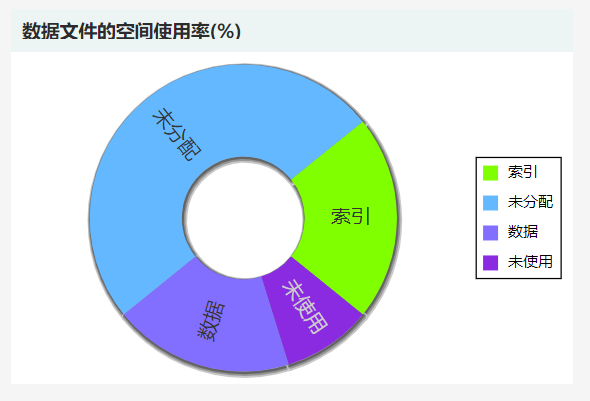 数据文件的空间使用率(%)
未分配
索引
未使用
数据
索引
未分配
数据
未使用